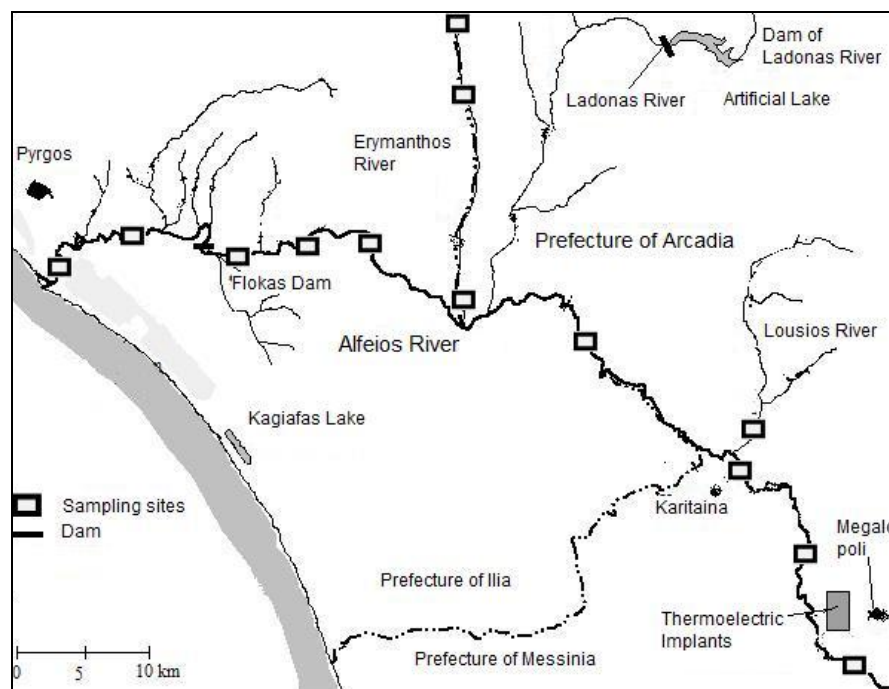 Dam of
Ladonas River
Ladonas River
Artificial Lake
Erymanthos
River
Pyrgos
Prefecture of Arcadia
Flokas Dam
Lousios River
Alfeios River
Kagiafas Lake
Sampling sites
Karitaina
Dam
Megalo
poli
Prefecture of Ilia
Thermoelectric
Implants
Prefecture of Messinia
0 5 10 km